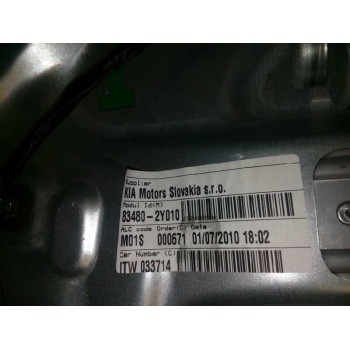 Supplier
KIA Motors Slovakia s.r.o.
Modul Id(M)
83480-2Y010
ALC code Order(C) Date
M01S 000671 01/07/2010 18:02
Car Number (C)
ITW 033714